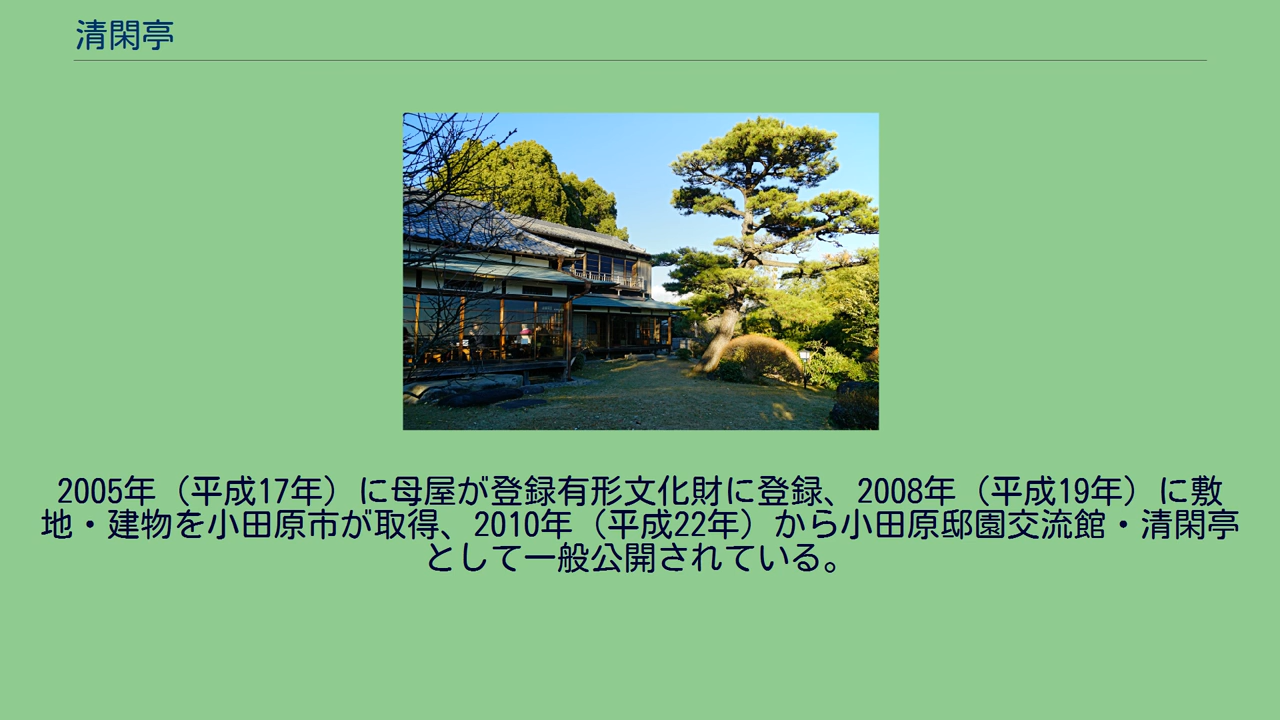 清閑亭
2005年（平成17年）に母屋が登録有形文化財に登録、2008年（平成19年）に敷
地・建物を小田原市が取得、2010年（平成22年）から小田原邸園交流館・清閑亭
として一般公開されている。